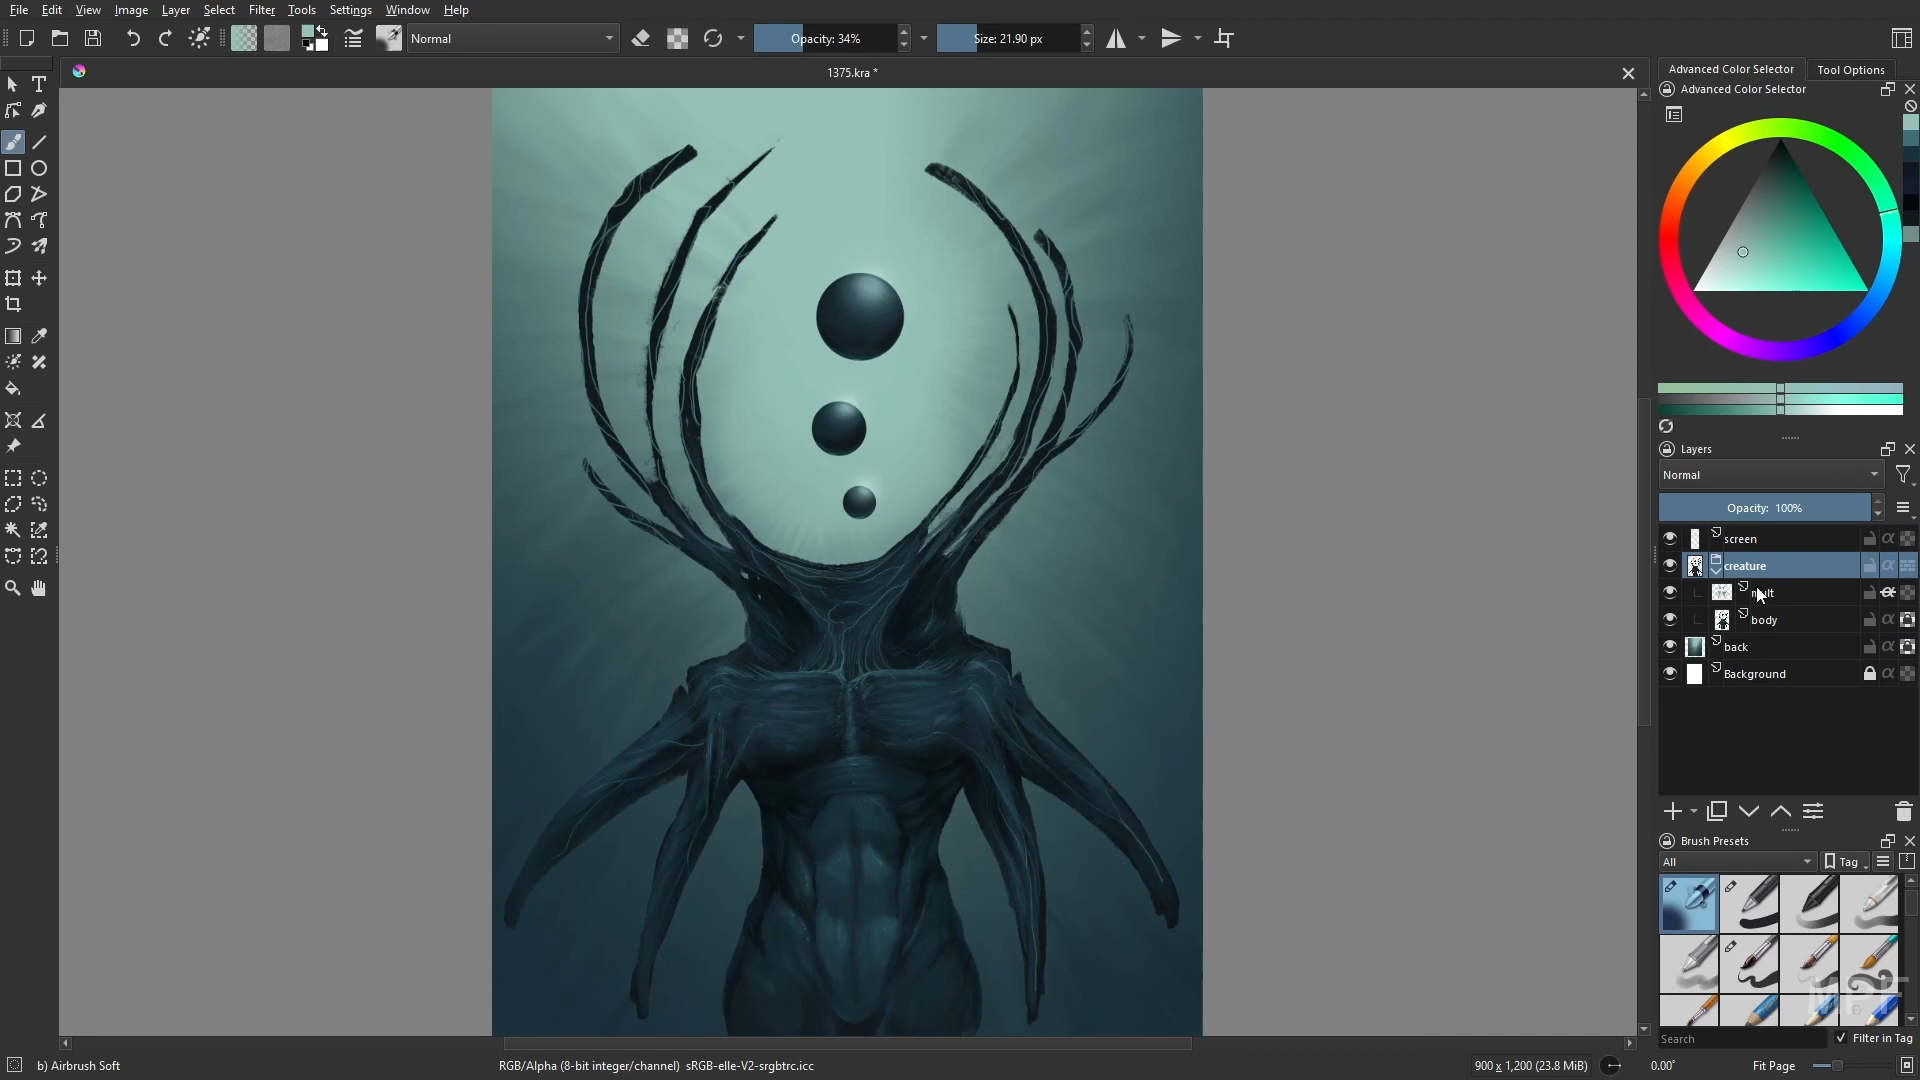 File Edit View Image Layer Select Filter Tools Settings Window Help
Normal
Opacity: 34%
Size: 21.90 px
1375.kra *
Advanced Color Selector
Tool Options
Advanced Color Selector
Layers
Normal
Opacity: 100%
screen
creature
body
back
Background
Brush Presets
All
Tag
MPF
Search
Filter in Tag
b) Airbrush Soft
RGB/Alpha (8-bit integer/channel) sRGB-elle-V2-srgbtrc.icc
900 x 1,200 (23.8 MiB)
0.00°
Fit Page